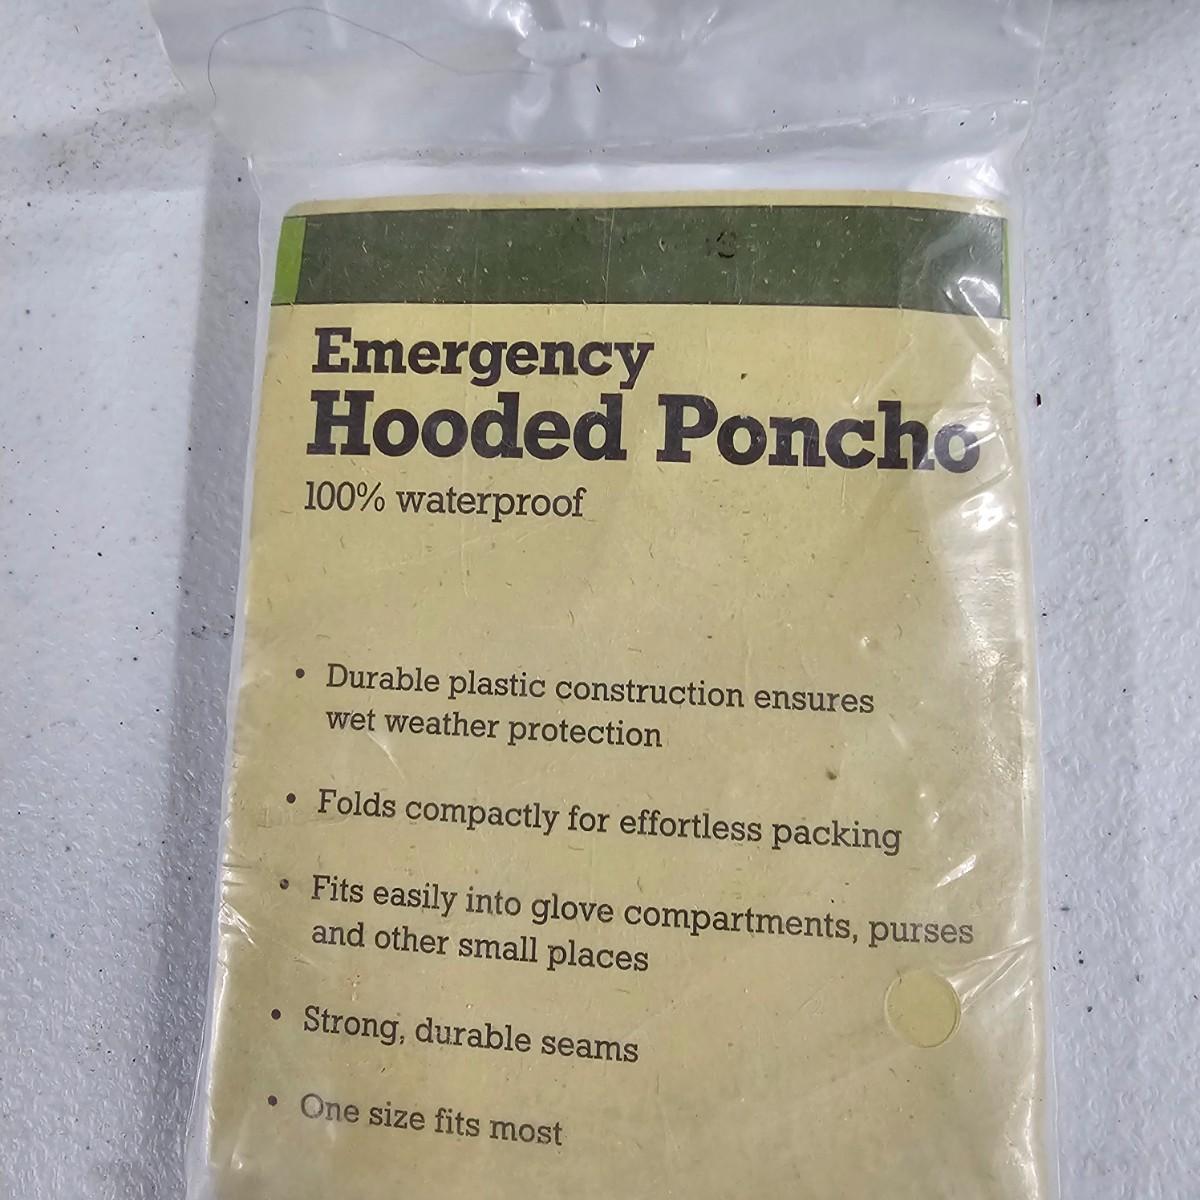 Emergency
Hooded Poncho
100% waterproof
• Durable plastic construction ensures
wet weather protection
• Folds compactly for effortless packing
• Fits easily into glove compartments, purses
and other small places
• Strong, durable seams
• One size fits most